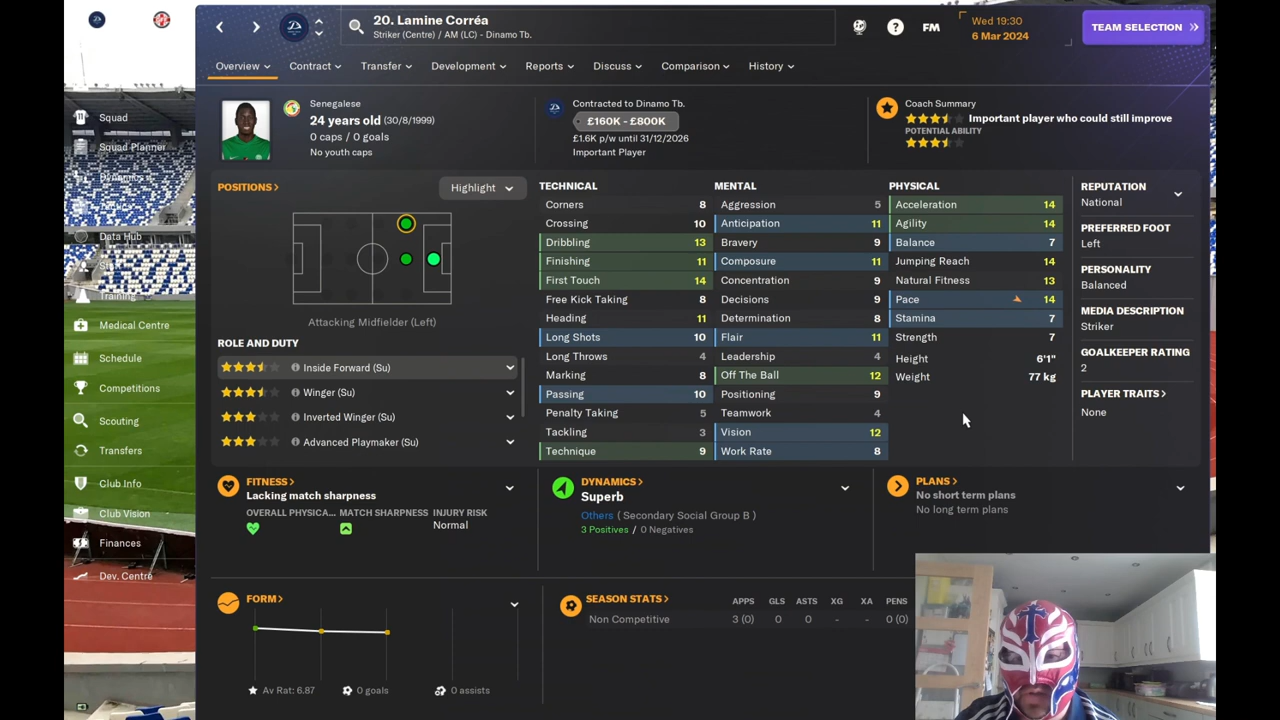 20. Lamine Corréa
Striker (Centre) / AM (LC) - Dinamo Tb.
?
FM
Wed 19:30
6 Mar 2024
TEAM SELECTION
Overview
Contract
Transfer
Development
Reports
Discuss
Comparison
History
Squad
Squad Planner
Data Hub
Training
Medical Centre
Schedule
Competitions
Scouting
Transfers
Club Info
Club Vision
Finances
Dev. Centre
Senegalese
24 years old (30/8/1999)
0 caps / 0 goals
No youth caps
Contracted to Dinamo Tb.
£160K - £800K
£1.6K p/w until 31/12/2026
Important Player
Coach Summary
Important player who could still improve
POTENTIAL ABILITY
POSITIONS
Highlight
Attacking Midfielder (Left)
ROLE AND DUTY
Inside Forward (Su)
Winger (Su)
Inverted Winger (Su)
Advanced Playmaker (Su)
TECHNICAL
Corners 8
Crossing 10
Dribbling 13
Finishing 11
First Touch 14
Free Kick Taking 8
Heading 11
Long Shots 10
Long Throws 4
Marking 8
Passing 10
Penalty Taking 5
Tackling 3
Technique 9
MENTAL
Aggression 5
Anticipation 11
Bravery 9
Composure 11
Concentration 9
Decisions 9
Determination 8
Flair 11
Leadership 4
Off The Ball 12
Positioning 9
Teamwork 4
Vision 12
Work Rate 8
PHYSICAL
Acceleration 14
Agility 14
Balance 7
Jumping Reach 14
Natural Fitness 13
Pace 14
Stamina 7
Strength 7
Height 6'1"
Weight 77 kg
REPUTATION
National
PREFERRED FOOT
Left
PERSONALITY
Balanced
MEDIA DESCRIPTION
Striker
GOALKEEPER RATING
2
PLAYER TRAITS
None
FITNESS
Lacking match sharpness
OVERALL PHYSICA... MATCH SHARPNESS INJURY RISK
Normal
DYNAMICS
Superb
Others ( Secondary Social Group B )
3 Positives / 0 Negatives
PLANS
No short term plans
No long term plans
FORM
Av Rat: 6.87
0 goals
0 assists
SEASON STATS APPS GLS ASTS XG XA PENS
Non Competitive 3 (0) 0 0 - - 0 (0)